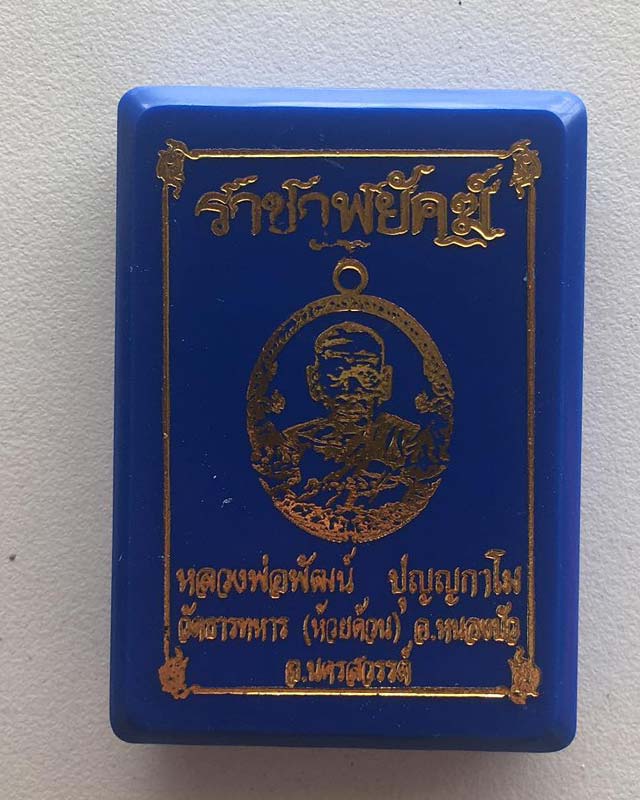 ราชาพยัคฆ์
หลวงพ่อพัฒน์ ปุญญกาโม
วัดธารทหาร (ห้วยด้วน) อ.หนองบัว
จ.นครสวรรค์